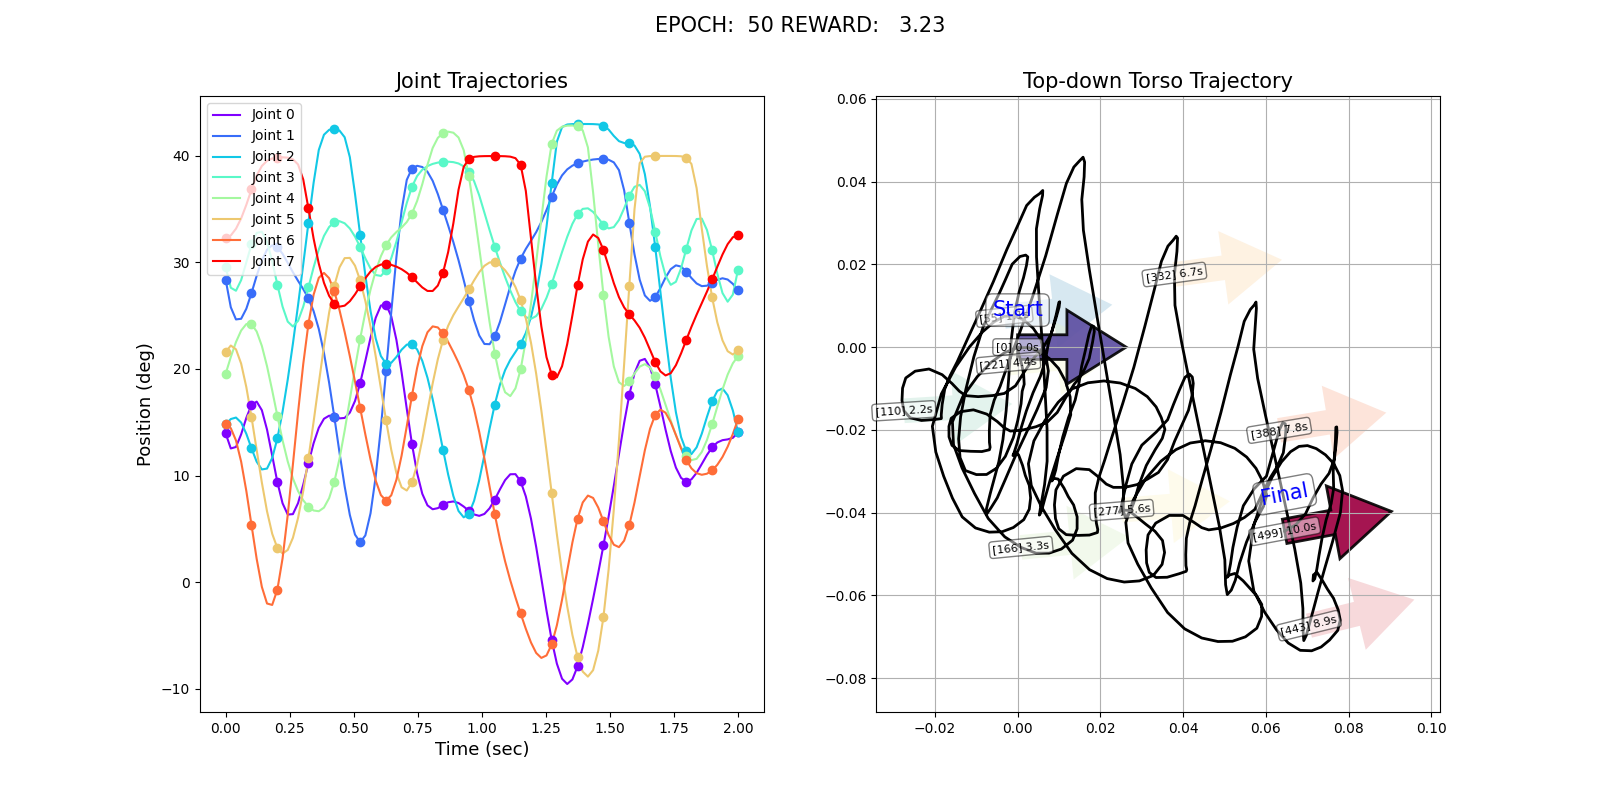 EPOCH:  50 REWARD:   3.23
Joint Trajectories
Position (deg)
40
30
20
10
0
−10
Joint 0
Joint 1
Joint 2
Joint 3
Joint 4
Joint 5
Joint 6
Joint 7
0.00 0.25 0.50 0.75 1.00 1.25 1.50 1.75 2.00
Time (sec)
Top-down Torso Trajectory
0.06
0.04
0.02
0.00
−0.02
−0.04
−0.06
−0.08
[332] 6.7s
Start
[0] 0.0s
[221] 4.4s
[110] 2.2s
[388] 7.8s
Final
[277] 5.6s
[499] 10.0s
[166] 3.3s
[443] 8.9s
−0.02 0.00 0.02 0.04 0.06 0.08 0.10